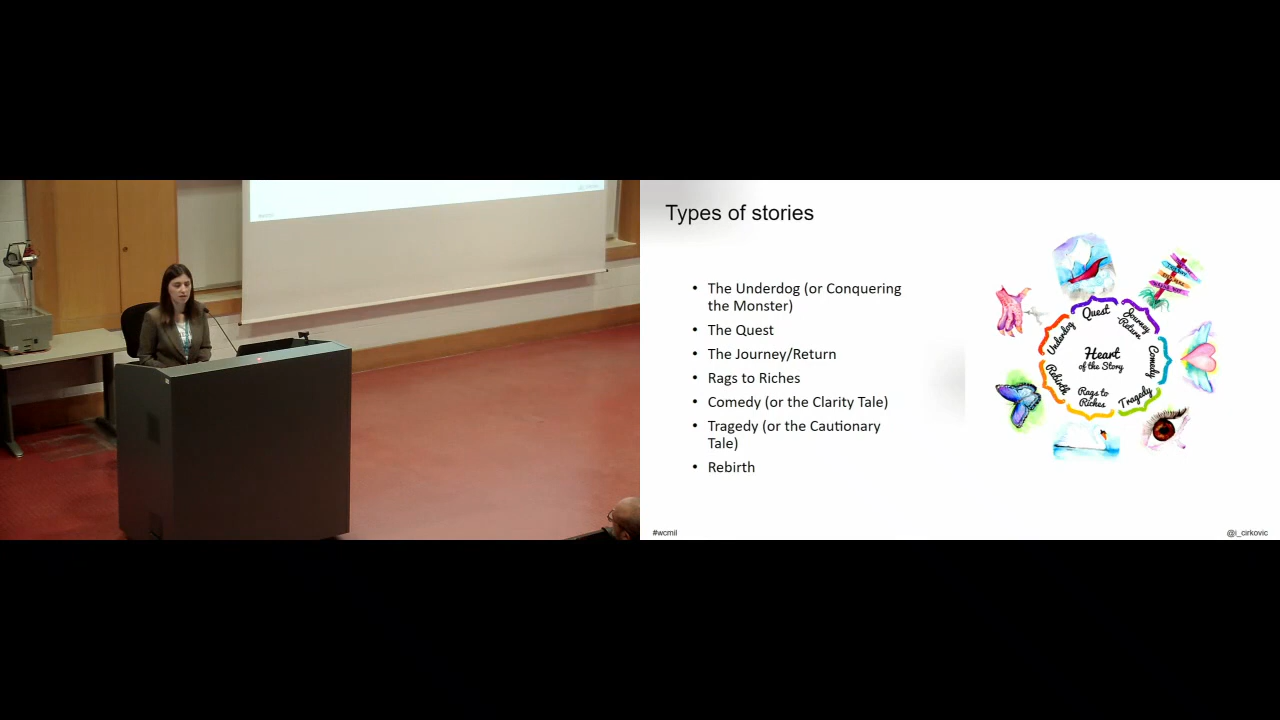 Types of stories
• The Underdog (or Conquering
the Monster)
• The Quest
• The Journey/Return
• Rags to Riches
• Comedy (or the Clarity Tale)
• Tragedy (or the Cautionary
Tale)
• Rebirth
Quest
Journey
Return
Underdog
Comedy
Heart
of the Story
Rebirth
Rags to
Riches
Tragedy
#wcmil
@i_cirkovic